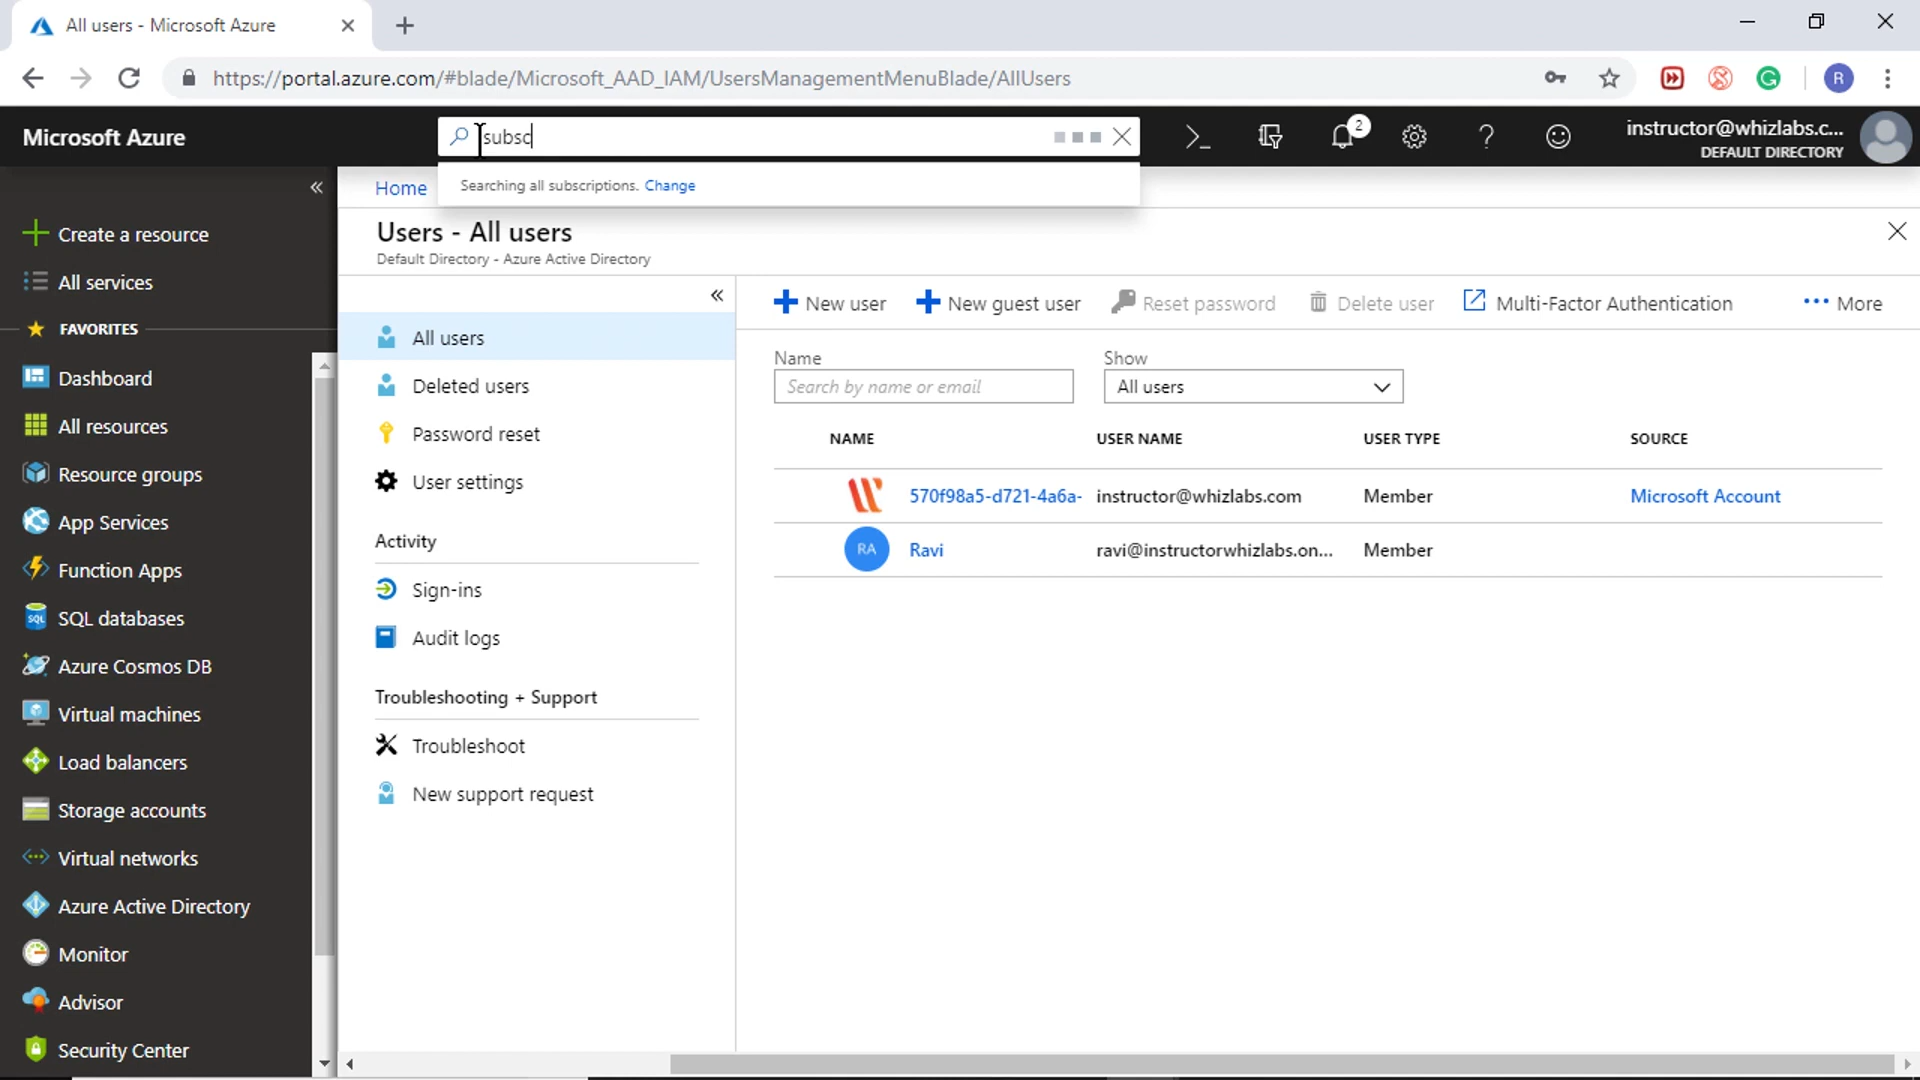 All users - Microsoft Azure
https://portal.azure.com/#blade/Microsoft_AAD_IAM/UsersManagementMenuBlade/AllUsers
R
Microsoft Azure
subsc
2
instructor@whizlabs.c...
DEFAULT DIRECTORY
Searching all subscriptions. Change
Home
Create a resource
All services
FAVORITES
Dashboard
All resources
Resource groups
App Services
Function Apps
SQL
SQL databases
Azure Cosmos DB
Virtual machines
Load balancers
Storage accounts
Virtual networks
Azure Active Directory
Monitor
Advisor
Security Center
Users - All users
Default Directory - Azure Active Directory
All users
Deleted users
Password reset
User settings
Activity
Sign-ins
Audit logs
Troubleshooting + Support
Troubleshoot
New support request
New user
New guest user
Reset password
Delete user
Multi-Factor Authentication
More
Name
Show
Search by name or email
All users
NAME USER NAME USER TYPE SOURCE
570f98a5-d721-4a6a- instructor@whizlabs.com Member Microsoft Account
RA Ravi ravi@instructorwhizlabs.on... Member